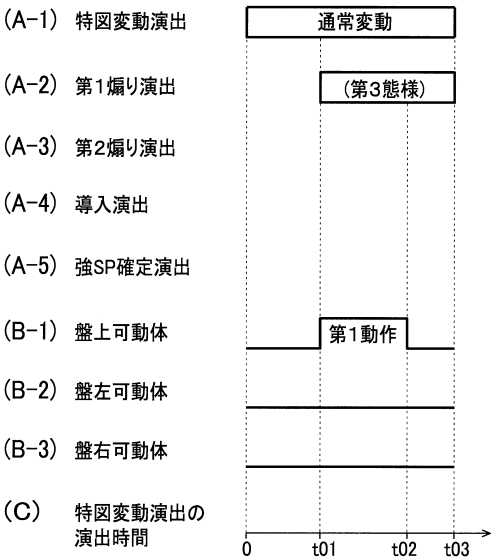 (A-1) 特図変動演出 通常変動
(A-2) 第1煽り演出 (第3態様)
(A-3) 第2煽り演出
(A-4) 導入演出
(A-5) 強SP確定演出
(B-1) 盤上可動体 第1動作
(B-2) 盤左可動体
(B-3) 盤右可動体
(C) 特図変動演出の
演出時間
0 t01 t02 t03